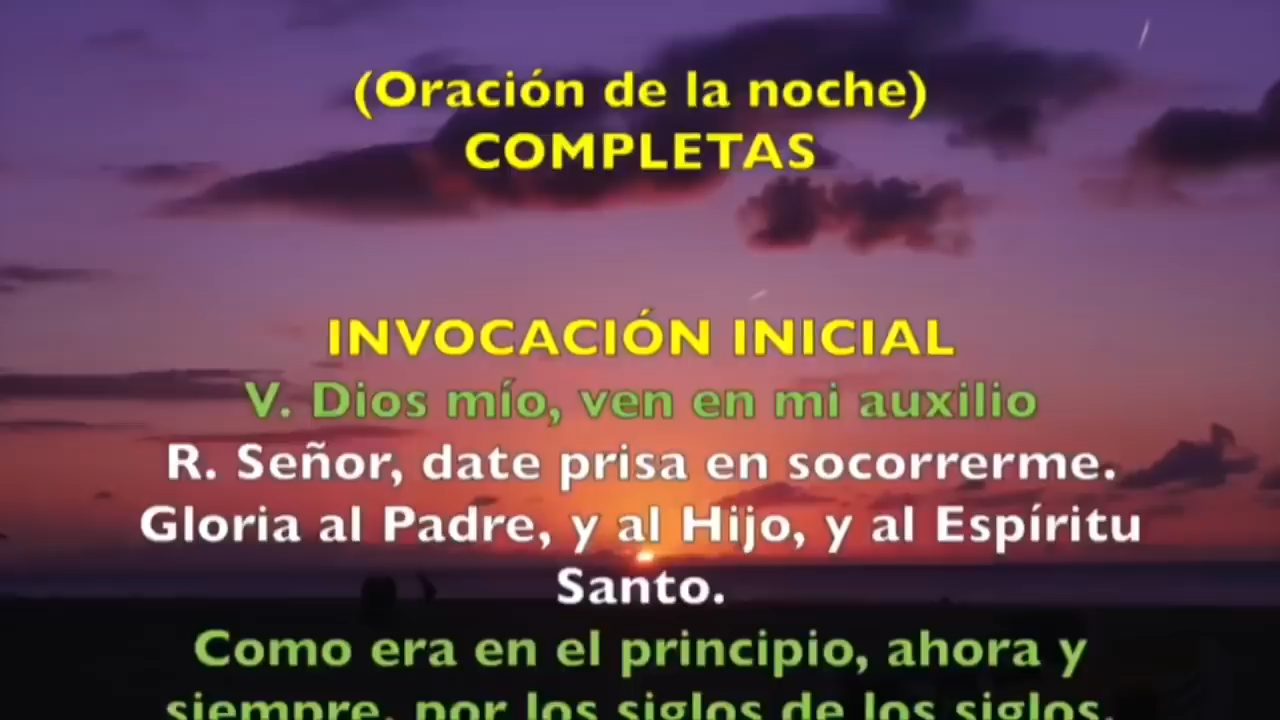 (Oración de la noche)
COMPLETAS
INVOCACIÓN INICIAL
V. Dios mío, ven en mi auxilio
R. Señor, date prisa en socorrerme.
Gloria al Padre, y al Hijo, y al Espíritu
Santo.
Como era en el principio, ahora y
siempre, por los siglos de los siglos.